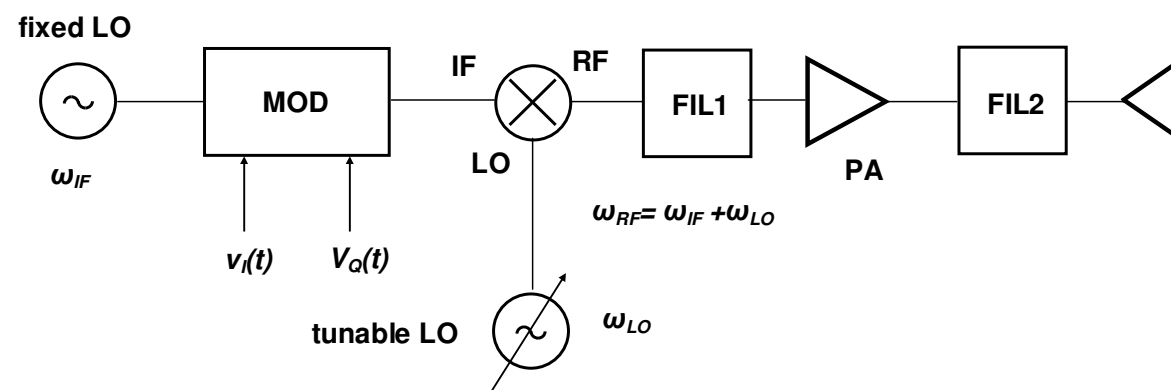 fixed LO
MOD
IF
RF
FIL1
FIL2
LO
PA
ω_IF
ω_RF= ω_IF +ω_LO
v_I(t)
V_Q(t)
tunable LO
ω_LO